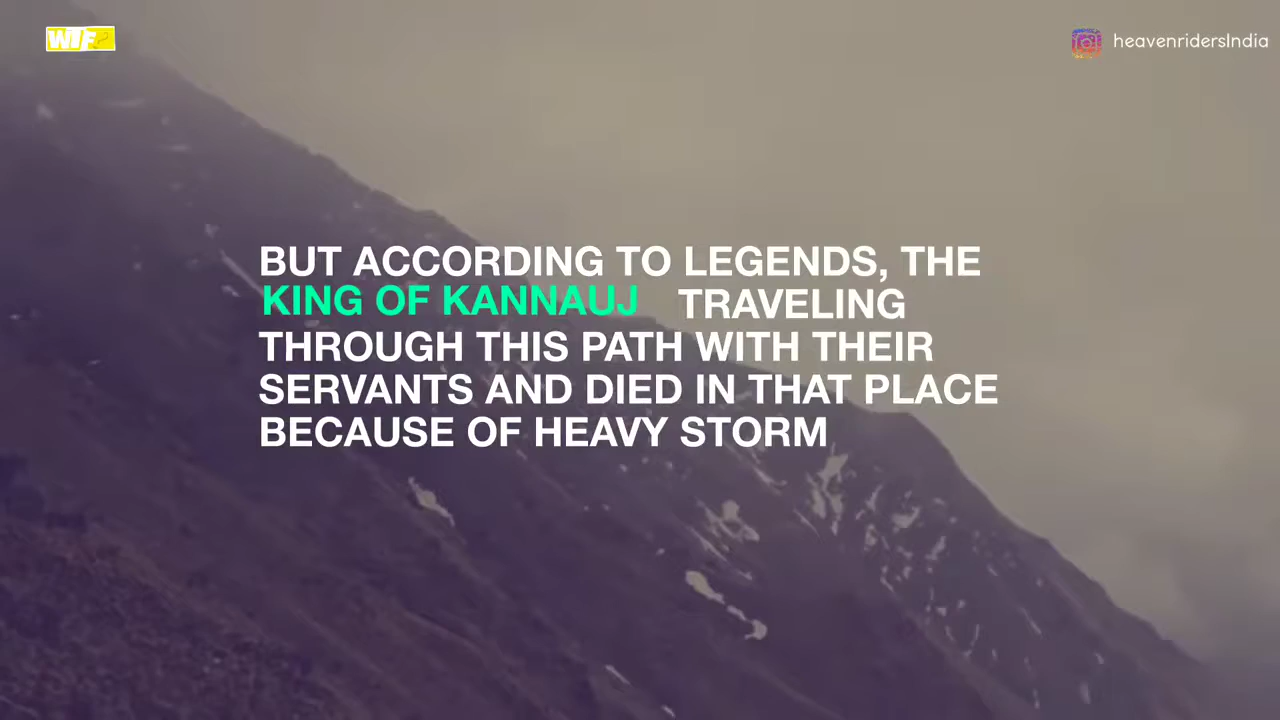 WTF
heavenridersIndia
BUT ACCORDING TO LEGENDS, THE
KING OF KANNAUJ TRAVELING
THROUGH THIS PATH WITH THEIR
SERVANTS AND DIED IN THAT PLACE
BECAUSE OF HEAVY STORM